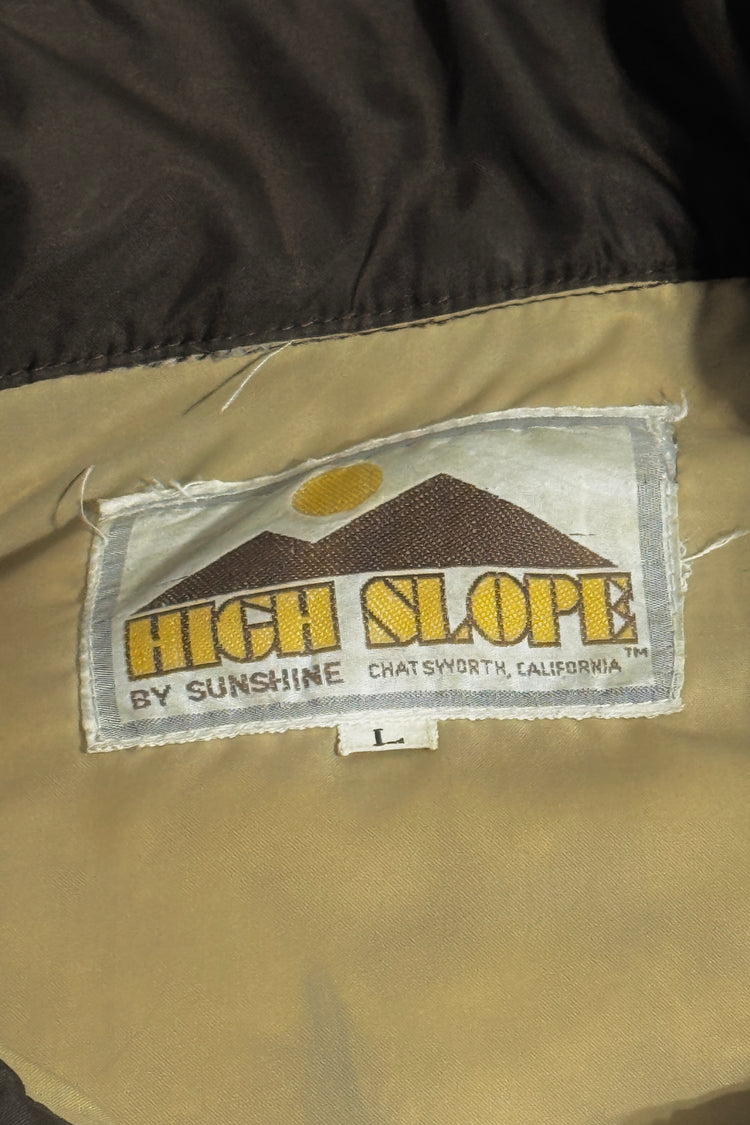 HIGH SLOPE
TM
BY SUNSHINE CHATSWORTH, CALIFORNIA
L